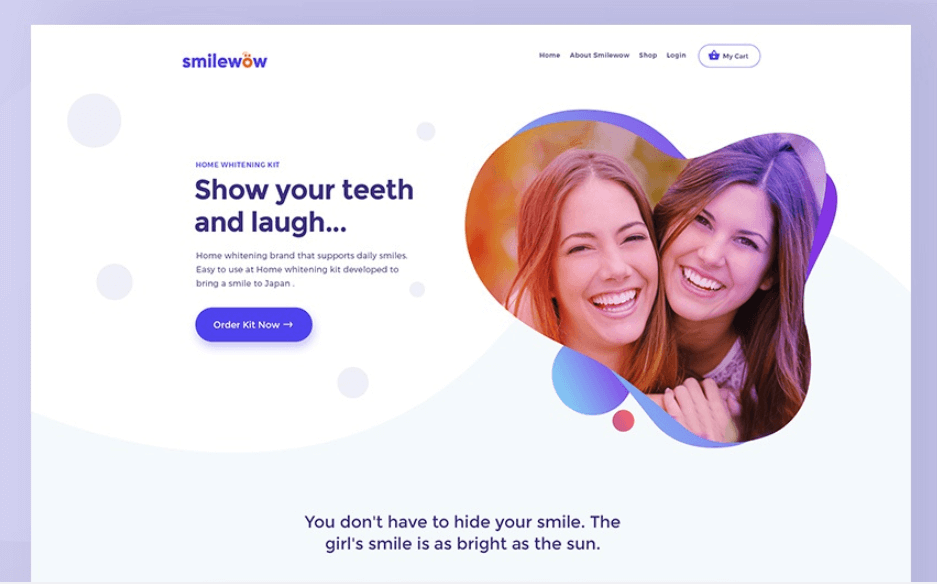 smilewow
Home About Smilewow Shop Login My Cart
HOME WHITENING KIT
Show your teeth
and laugh...
Home whitening brand that supports daily smiles.
Easy to use at Home whitening kit developed to
bring a smile to Japan .
Order Kit Now →
You don't have to hide your smile. The
girl's smile is as bright as the sun.